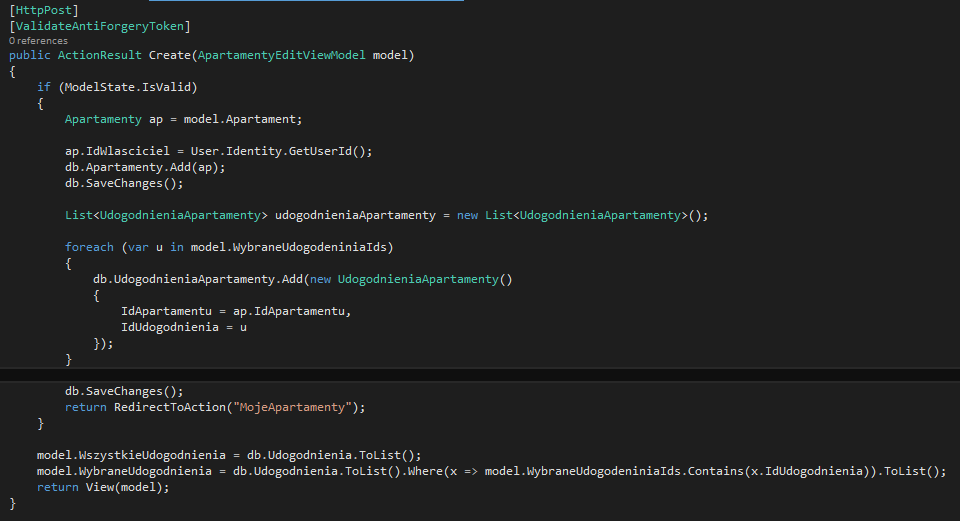 [HttpPost]
[ValidateAntiForgeryToken]
0 references
public ActionResult Create(ApartamentyEditViewModel model)
{
if (ModelState.IsValid)
{
Apartamenty ap = model.Apartament;
ap.IdWlasciciel = User.Identity.GetUserId();
db.Apartamenty.Add(ap);
db.SaveChanges();
List<UdogodnieniaApartamenty> udogodnieniaApartamenty = new List<UdogodnieniaApartamenty>();
foreach (var u in model.WybraneUdogodeniniaIds)
{
db.UdogodnieniaApartamenty.Add(new UdogodnieniaApartamenty()
{
IdApartamentu = ap.IdApartamentu,
IdUdogodnienia = u
});
}
db.SaveChanges();
return RedirectToAction("MojeApartamenty");
}
model.WszystkieUdogodnienia = db.Udogodnienia.ToList();
model.WybraneUdogodnienia = db.Udogodnienia.ToList().Where(x => model.WybraneUdogodeniniaIds.Contains(x.IdUdogodnienia)).ToList();
return View(model);
}